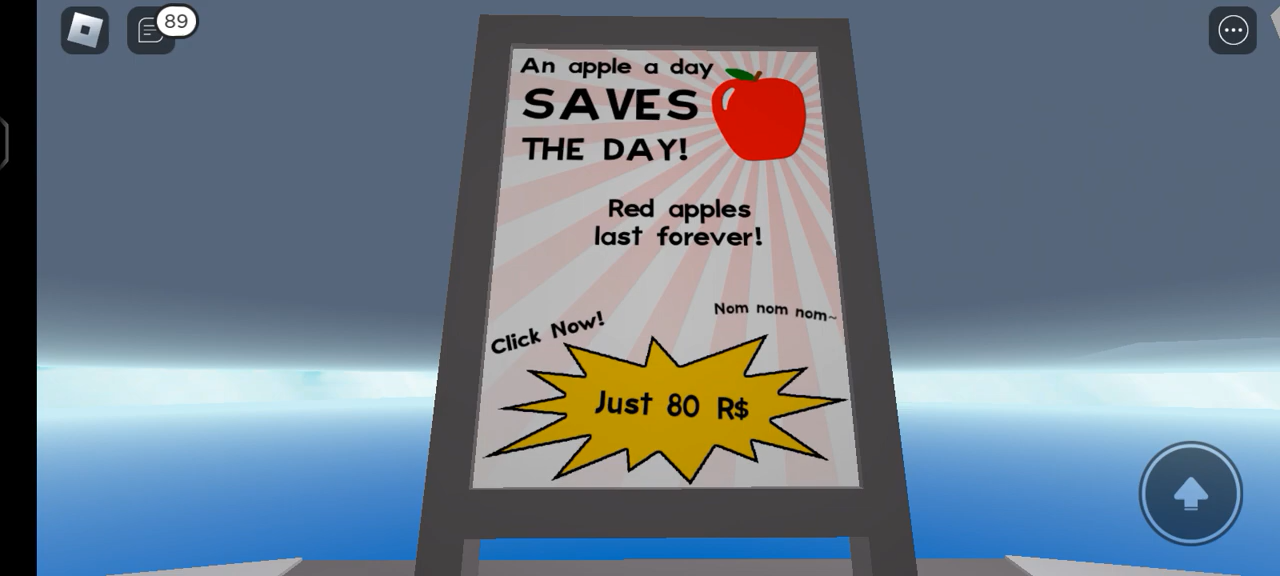 89
An apple a day
SAVES
THE DAY!
Red apples
last forever!
Nom nom nom~
Click Now!
Just 80 R$